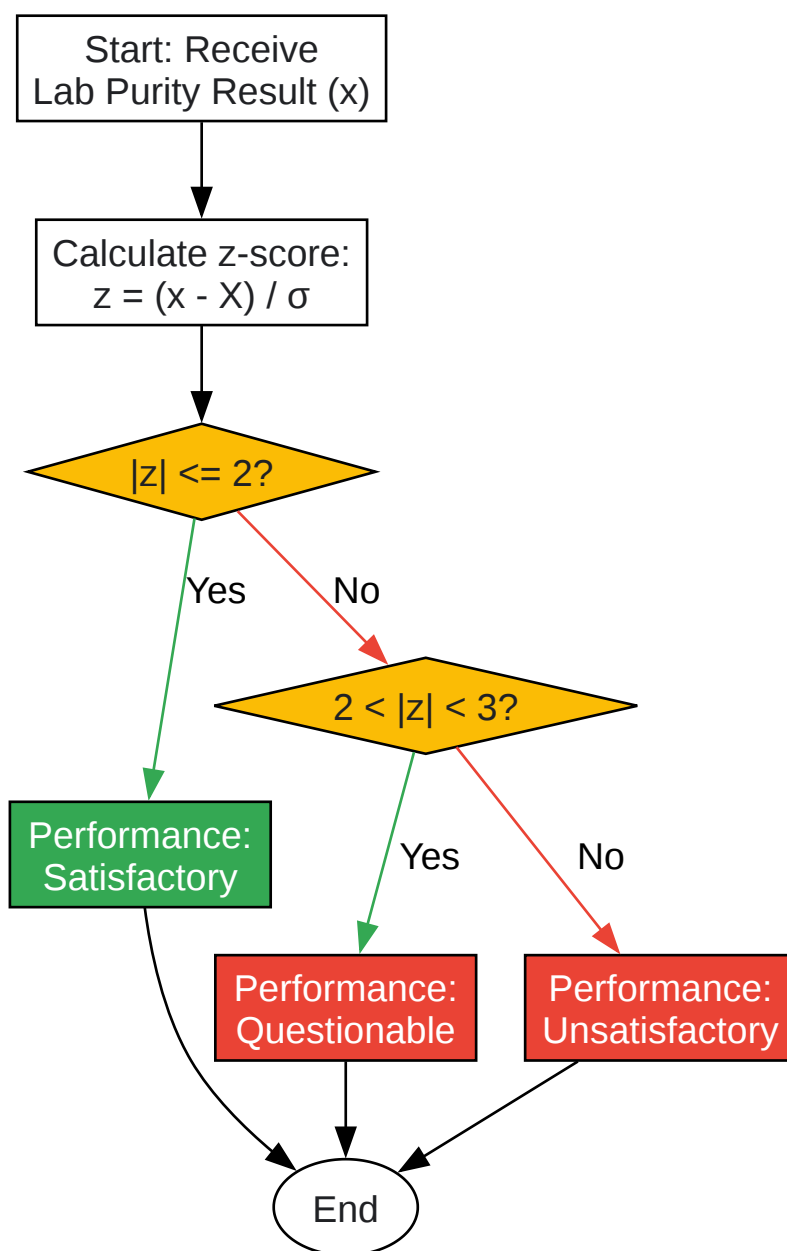 Start: Receive
Lab Purity Result (x)
Calculate z-score:
z = (x - X) / σ
|z| <= 2?
Yes
No
2 < |z| < 3?
Performance:
Satisfactory
Yes
No
Performance:
Questionable
Performance:
Unsatisfactory
End